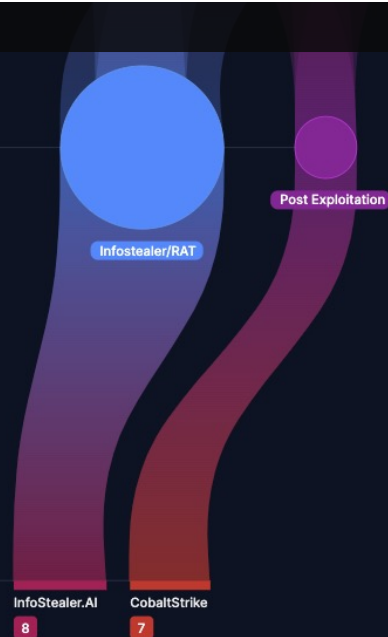 Infostealer/RAT
Post Exploitation
InfoStealer.AI
CobaltStrike
8
7